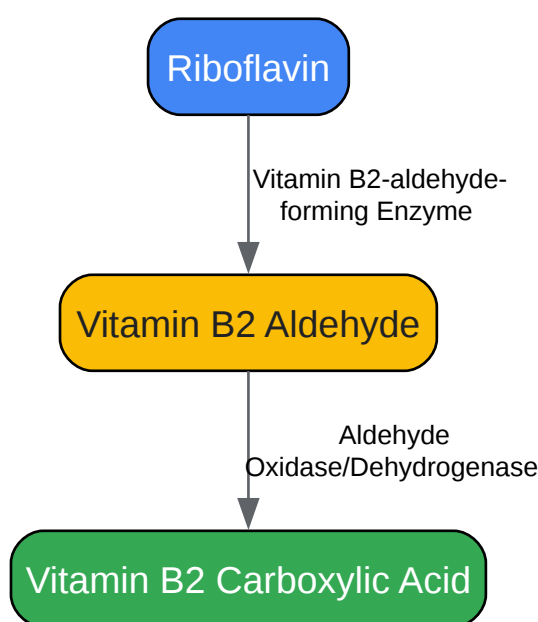 Riboflavin
Vitamin B2-aldehyde-
forming Enzyme
Vitamin B2 Aldehyde
Aldehyde
Oxidase/Dehydrogenase
Vitamin B2 Carboxylic Acid